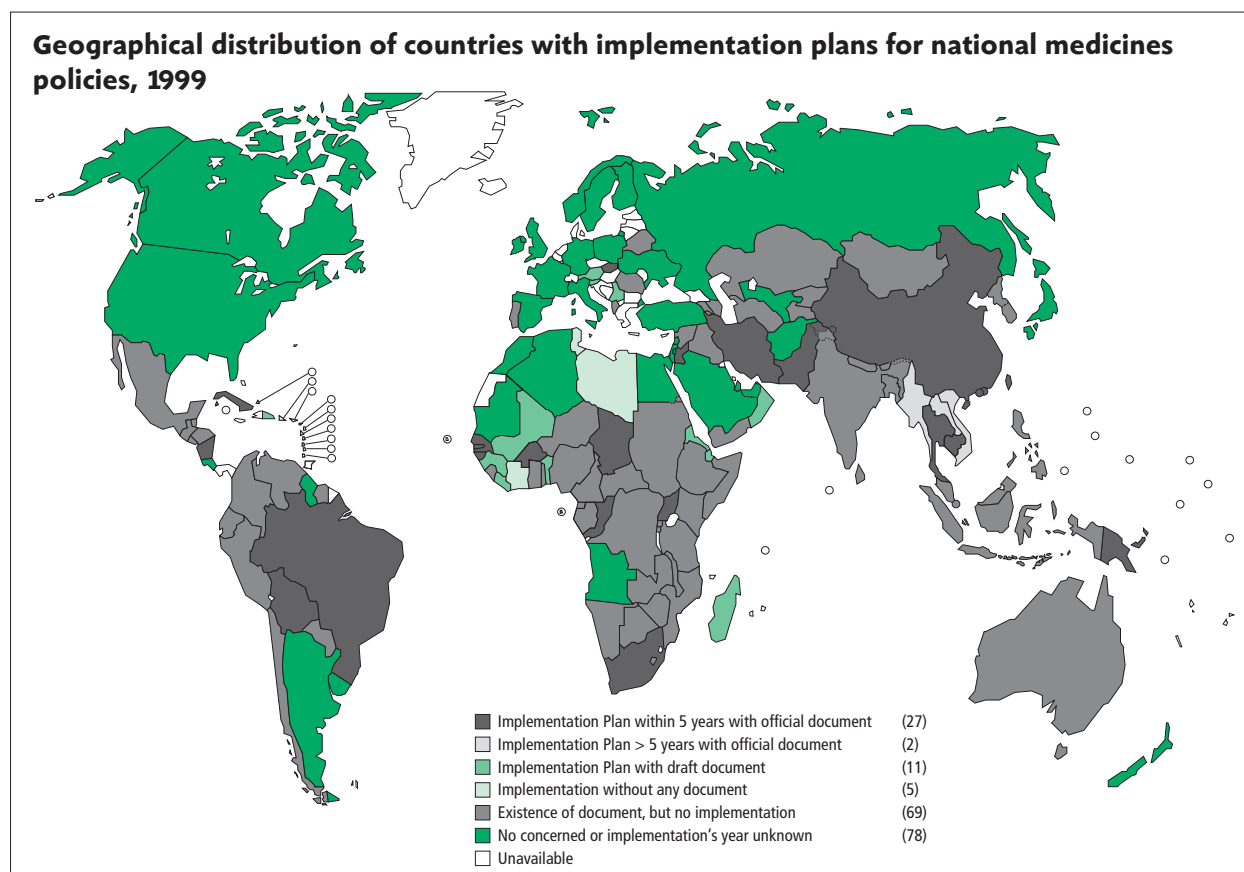 Geographical distribution of countries with implementation plans for national medicines
policies, 1999
Implementation Plan within 5 years with official document (27)
Implementation Plan > 5 years with official document (2)
Implementation Plan with draft document (11)
Implementation without any document (5)
Existence of document, but no implementation (69)
No concerned or implementation's year unknown (78)
Unavailable